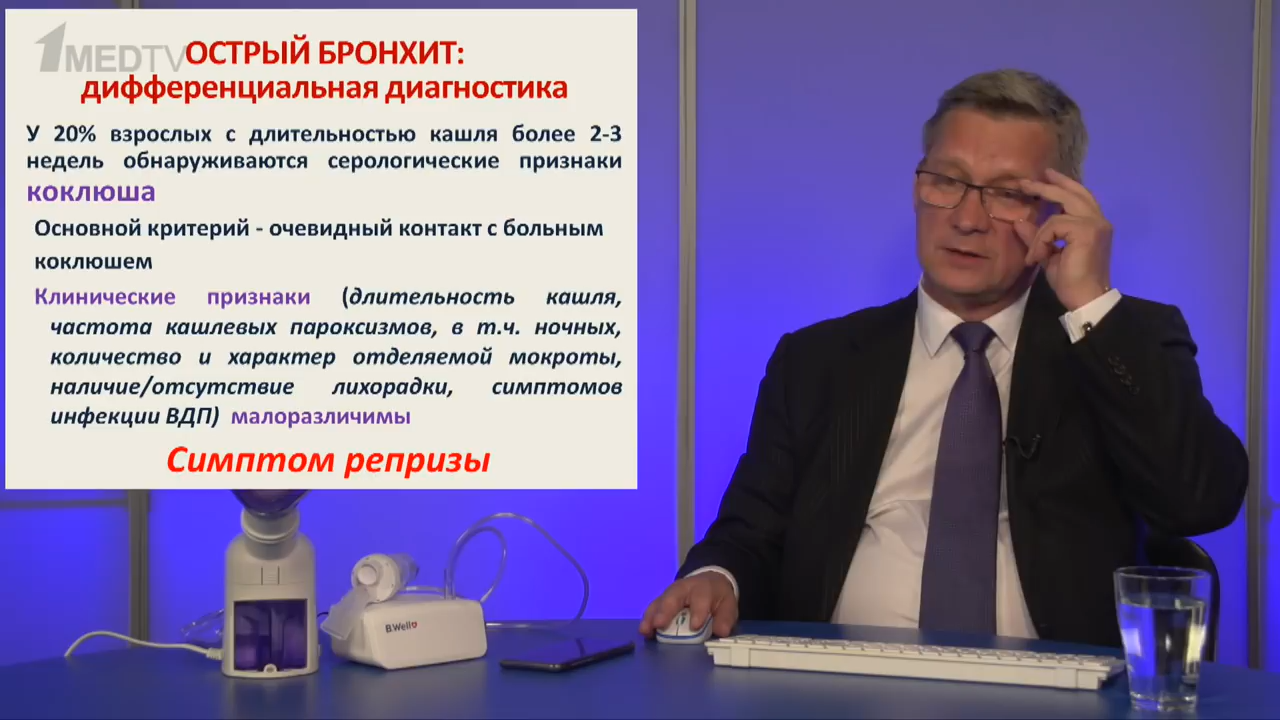 1MEDTV
ОСТРЫЙ БРОНХИТ:
дифференциальная диагностика
У 20% взрослых с длительностью кашля более 2-3
недель обнаруживаются серологические признаки
коклюша
Основной критерий - очевидный контакт с больным
коклюшем
Клинические признаки (длительность кашля,
частота кашлевых пароксизмов, в т.ч. ночных,
количество и характер отделяемой мокроты,
наличие/отсутствие лихорадки, симптомов
инфекции ВДП) малоразличимы
Симптом репризы
B.Well